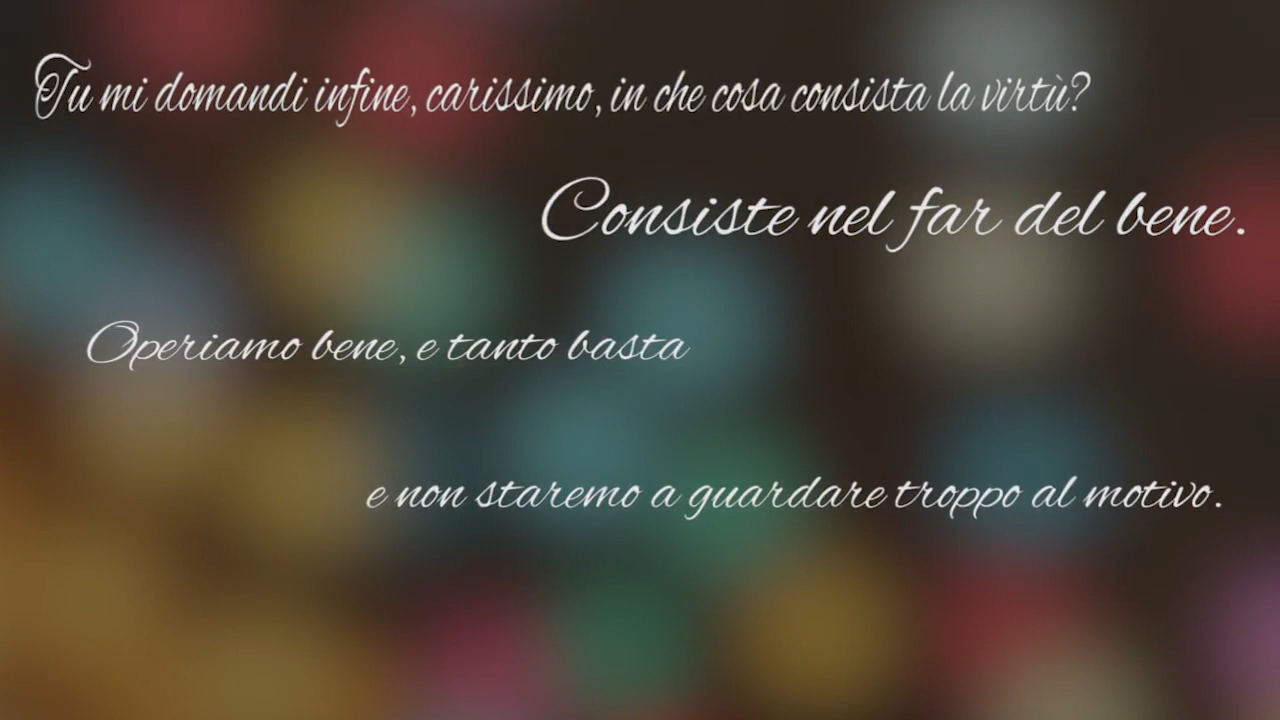 Tu mi domandi infine, carissimo, in che cosa consista la virtù?
Consiste nel far del bene.
Operiamo bene, e tanto basta
e non staremo a guardare troppo al motivo.